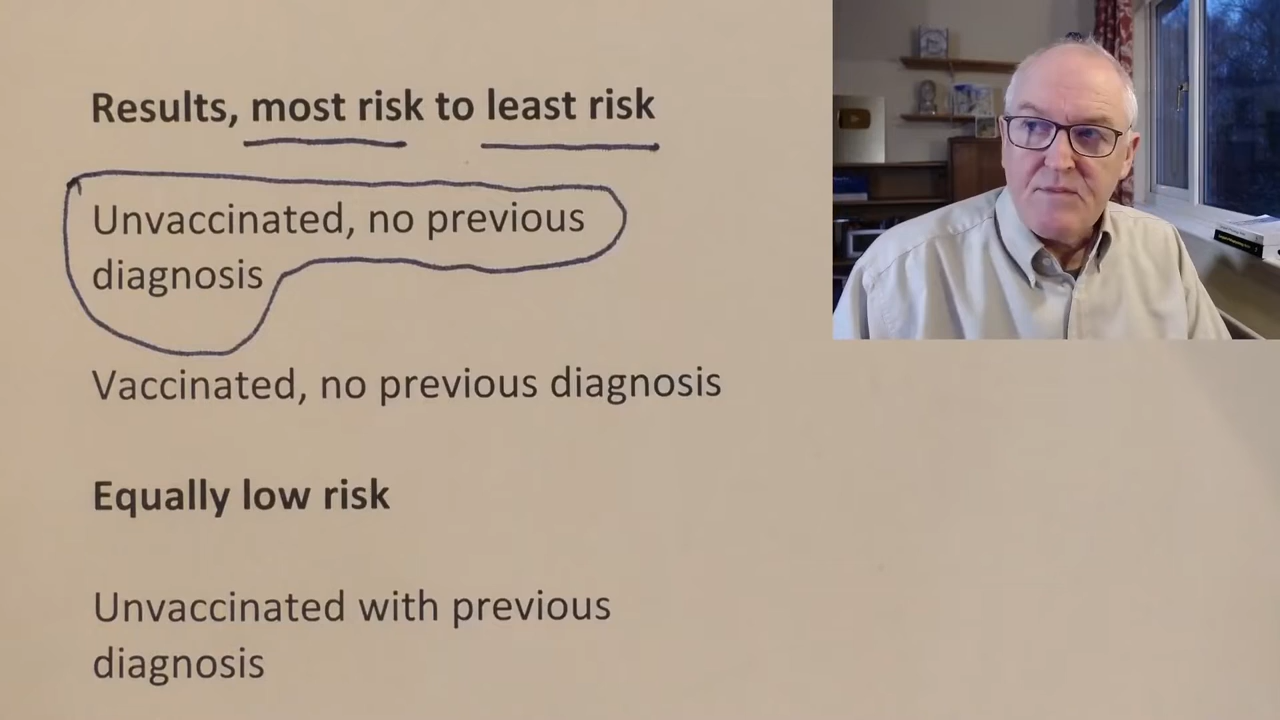 Results, most risk to least risk
Unvaccinated, no previous
diagnosis
Vaccinated, no previous diagnosis
Equally low risk
Unvaccinated with previous
diagnosis